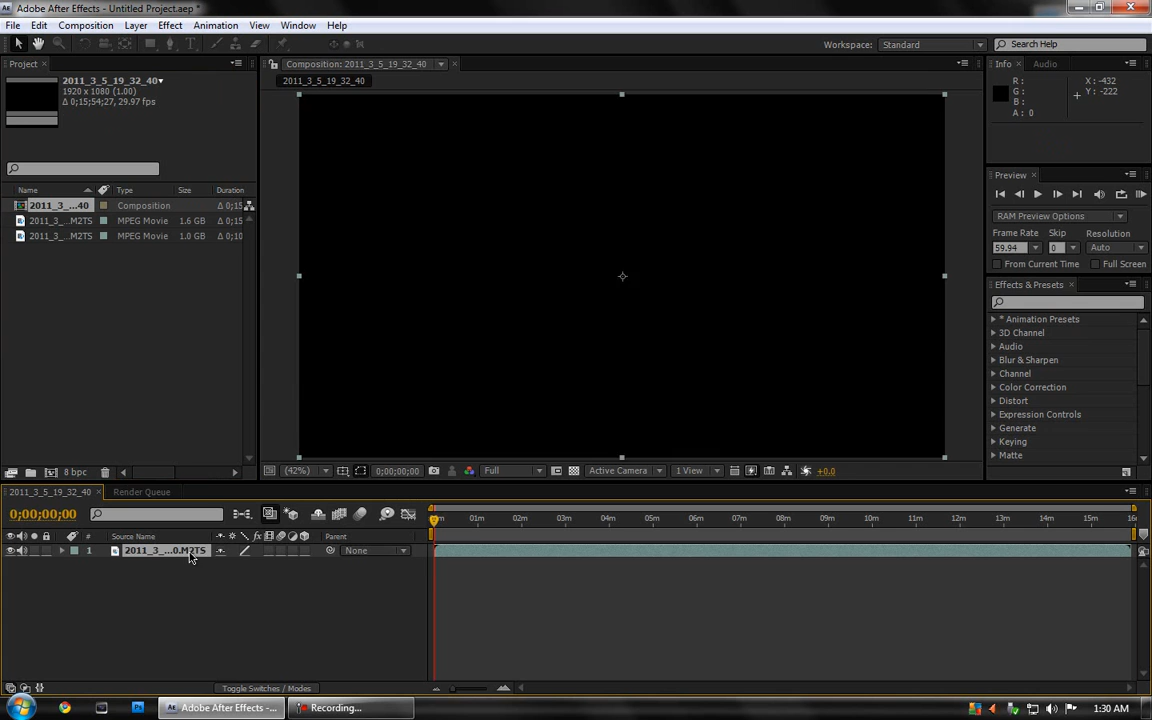 Adobe After Effects - Untitled Project.aep *
File Edit Composition Layer Effect Animation View Window Help
Workspace: Standard Search Help
Project
2011_3_5_19_32_40
1920 x 1080 (1.00)
Δ 0;15;54;27, 29.97 fps
Name Type Size Duration
2011_3_...40 Composition Δ 0;15
2011_3_...M2TS MPEG Movie 1.6 GB Δ 0;15
2011_3_...M2TS MPEG Movie 1.0 GB Δ 0;10
8 bpc
Composition: 2011_3_5_19_32_40
2011_3_5_19_32_40
(42%) 0;00;00;00 Full Active Camera 1 View +0.0
Info Audio
R :
G :
B :
A : 0
X : -432
Y : -222
Preview
RAM Preview Options
Frame Rate Skip Resolution
59.94 0 Auto
From Current Time Full Screen
Effects & Presets
* Animation Presets
3D Channel
Audio
Blur & Sharpen
Channel
Color Correction
Distort
Expression Controls
Generate
Keying
Matte
2011_3_5_19_32_40 Render Queue
0;00;00;00
# Source Name Parent
1 2011_3_...0.M2TS None
01m 02m 03m 04m 05m 06m 07m 08m 09m 10m 11m 12m 13m 14m 15m 16
Toggle Switches / Modes
Adobe After Effects -... Recording... 1:30 AM